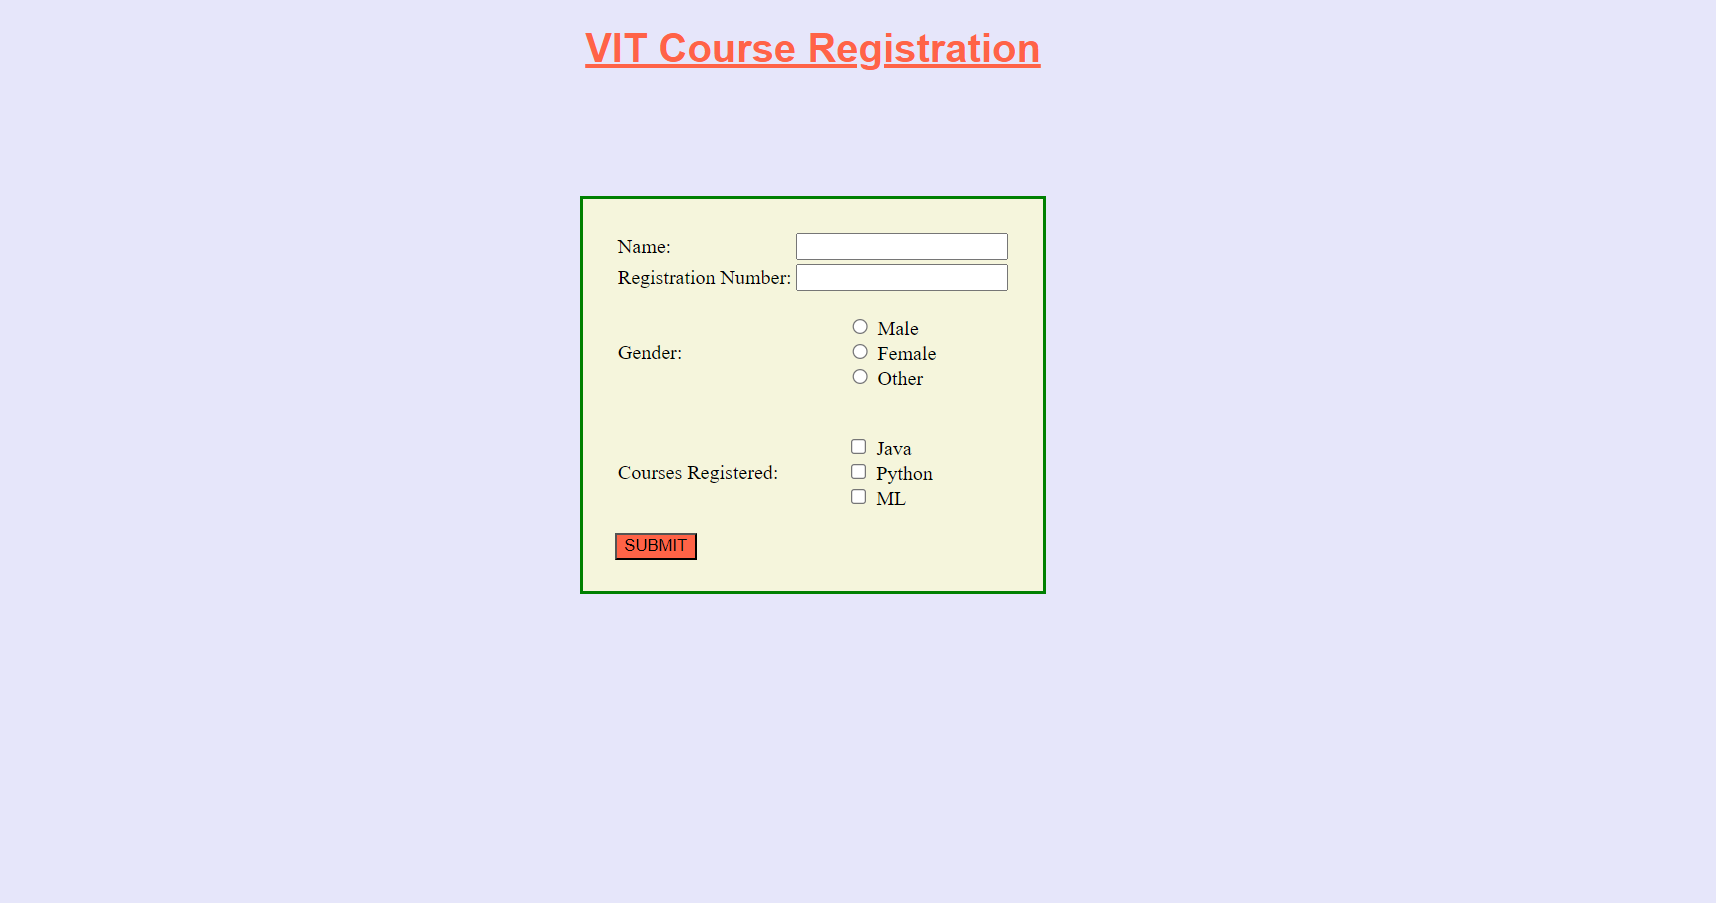 VIT Course Registration
Name:
Registration Number:
Gender:
Male
Female
Other
Courses Registered:
Java
Python
ML
SUBMIT